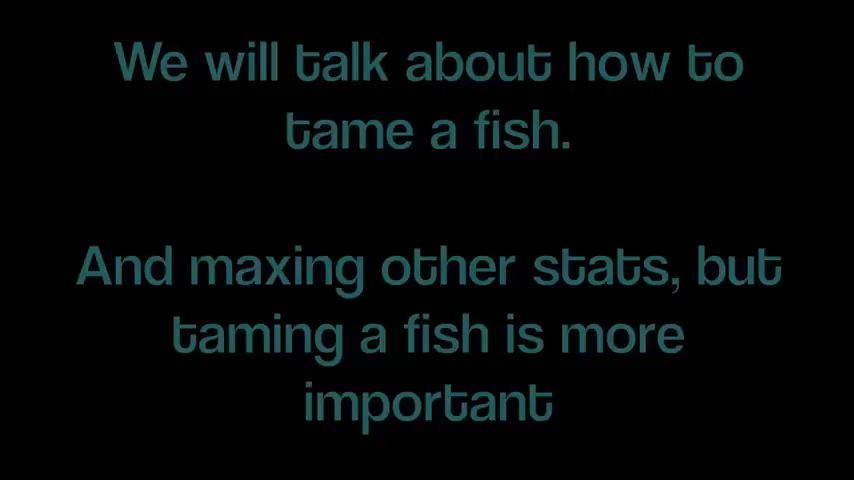 We will talk about how to
tame a fish.
And maxing other stats, but
taming a fish is more
important